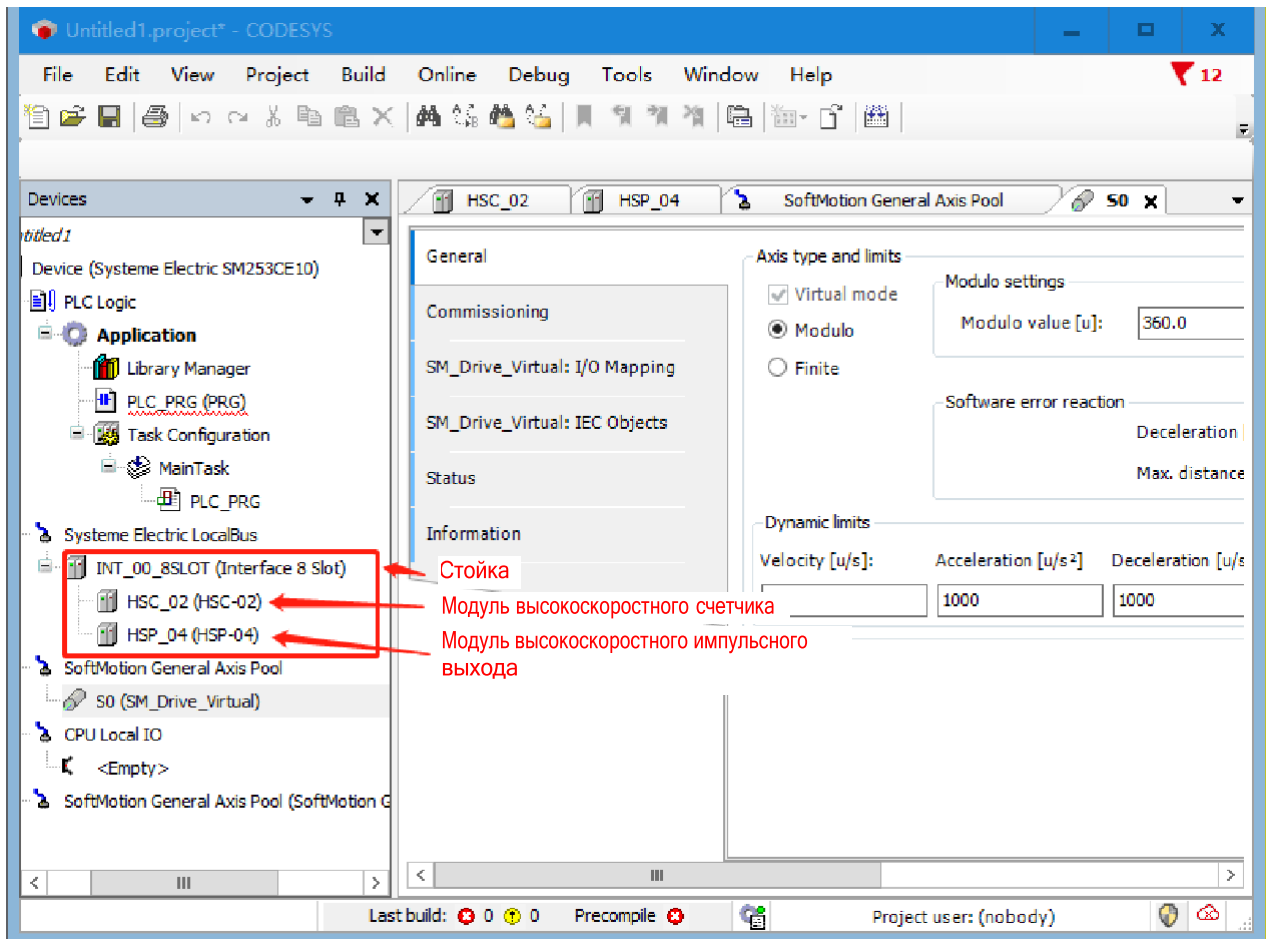 Untitled1.project* - CODESYS
File Edit View Project Build Online Debug Tools Window Help 12
Devices
HSC_02 HSP_04 SoftMotion General Axis Pool S0
Device (Systeme Electric SM253CE10)
PLC Logic
Application
Library Manager
PLC_PRG (PRG)
Task Configuration
MainTask
PLC_PRG
Systeme Electric LocalBus
INT_00_8SLOT (Interface 8 Slot)
HSC_02 (HSC-02)
HSP_04 (HSP-04)
SoftMotion General Axis Pool
S0 (SM_Drive_Virtual)
CPU Local IO
<Empty>
SoftMotion General Axis Pool (SoftMotion G
General
Commissioning
SM_Drive_Virtual: I/O Mapping
SM_Drive_Virtual: IEC Objects
Status
Information
Стойка
Модуль высокоскоростного счетчика
Модуль высокоскоростного импульсного
выхода
Axis type and limits
Virtual mode
Modulo
Finite
Modulo settings
Modulo value [u]: 360.0
Software error reaction
Deceleration
Max. distance
Dynamic limits
Velocity [u/s]: Acceleration [u/s²] Deceleration [u/s
1000 1000
Last build: 0 0 Precompile Project user: (nobody)